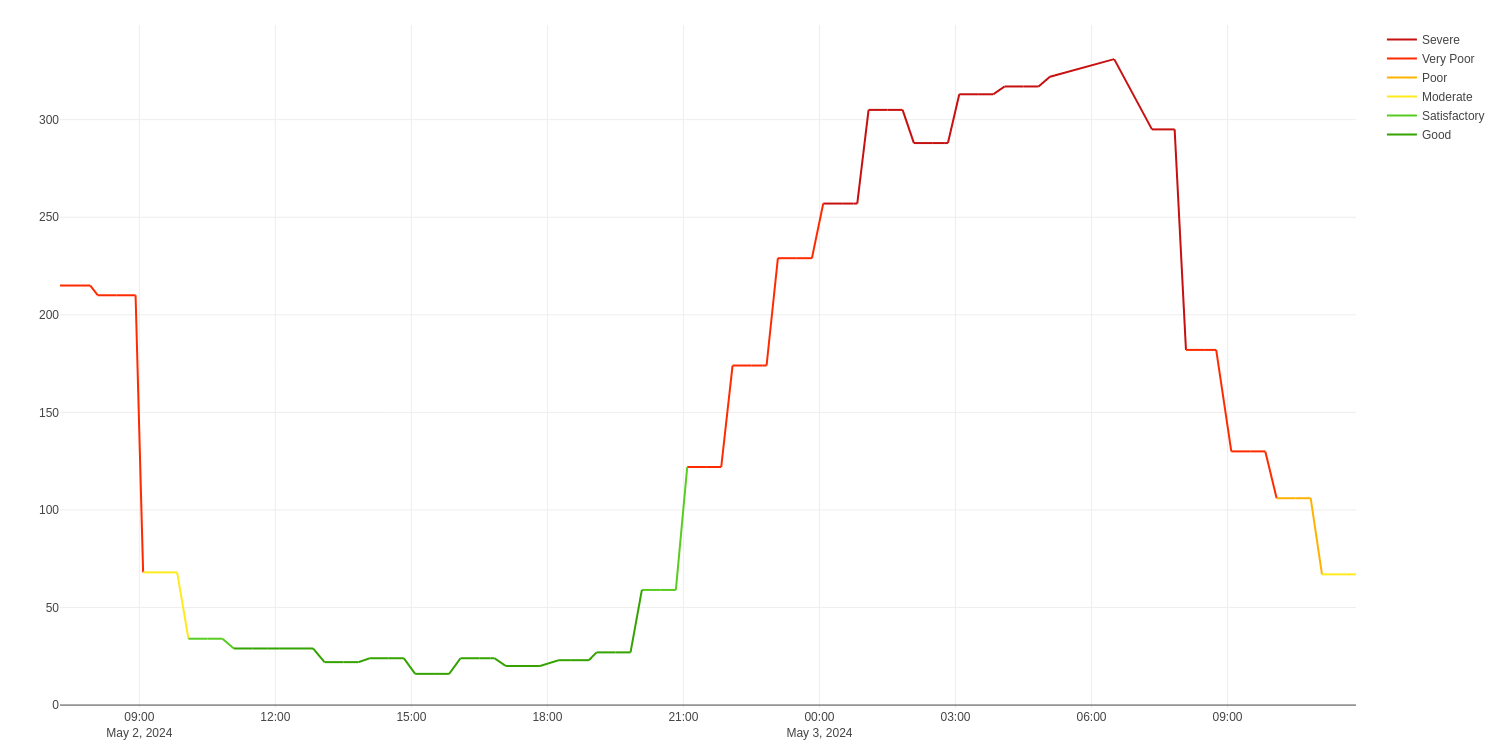 Severe
Very Poor
Poor
Moderate
Satisfactory
Good
300
250
200
150
100
50
0
09:00 12:00 15:00 18:00 21:00 00:00 03:00 06:00 09:00
May 2, 2024 May 3, 2024